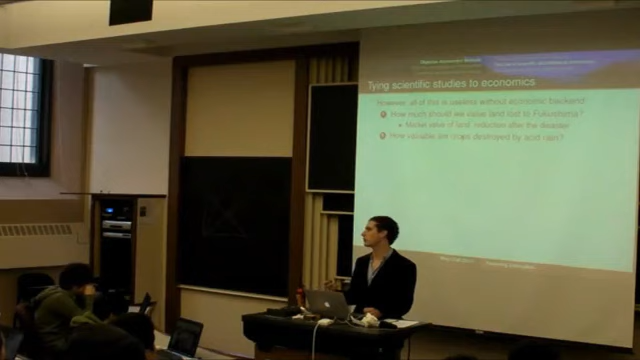 Tying scientific studies to economics
However, all of this is useless without economic backend
How much should we value land lost to Fukushima?
Market value of land, reduction after the disaster
How valuable are crops destroyed by acid rain?